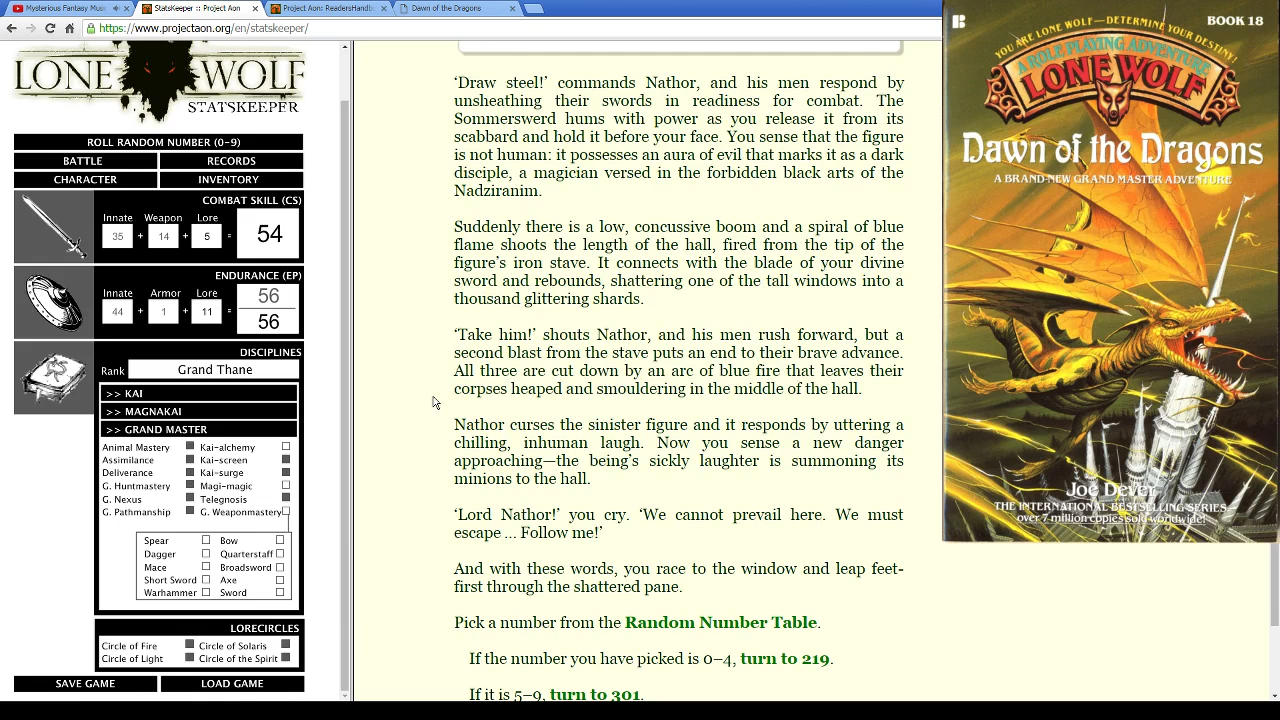 Mysterious Fantasy Musi
StatsKeeper :: Project Aon
Project Aon: ReadersHandb
Dawn of the Dragons
https://www.projectaon.org/en/statskeeper/
LONE WOLF
STATSKEEPER
ROLL RANDOM NUMBER (0–9)
BATTLE RECORDS
CHARACTER INVENTORY
COMBAT SKILL (CS)
Innate Weapon Lore
35 + 14 + 5 = 54
ENDURANCE (EP)
Innate Armor Lore
56
44 + 1 + 11 =
56
DISCIPLINES
Rank Grand Thane
>> KAI
>> MAGNAKAI
>> GRAND MASTER
Animal Mastery Kai-alchemy
Assimilance Kai-screen
Deliverance Kai-surge
G. Huntmastery Magi-magic
G. Nexus Telegnosis
G. Pathmanship G. Weaponmastery
Spear Bow
Dagger Quarterstaff
Mace Broadsword
Short Sword Axe
Warhammer Sword
LORECIRCLES
Circle of Fire Circle of Solaris
Circle of Light Circle of the Spirit
SAVE GAME LOAD GAME
‘Draw steel!’ commands Nathor, and his men respond by
unsheathing their swords in readiness for combat. The
Sommerswerd hums with power as you release it from its
scabbard and hold it before your face. You sense that the figure
is not human: it possesses an aura of evil that marks it as a dark
disciple, a magician versed in the forbidden black arts of the
Nadziranim.
Suddenly there is a low, concussive boom and a spiral of blue
flame shoots the length of the hall, fired from the tip of the
figure’s iron stave. It connects with the blade of your divine
sword and rebounds, shattering one of the tall windows into a
thousand glittering shards.
‘Take him!’ shouts Nathor, and his men rush forward, but a
second blast from the stave puts an end to their brave advance.
All three are cut down by an arc of blue fire that leaves their
corpses heaped and smouldering in the middle of the hall.
Nathor curses the sinister figure and it responds by uttering a
chilling, inhuman laugh. Now you sense a new danger
approaching—the being’s sickly laughter is summoning its
minions to the hall.
‘Lord Nathor!’ you cry. ‘We cannot prevail here. We must
escape ... Follow me!’
And with these words, you race to the window and leap feet-
first through the shattered pane.
Pick a number from the Random Number Table.
If the number you have picked is 0–4, turn to 219.
If it is 5–9, turn to 301.
B
BOOK 18
YOU ARE LONE WOLF—DETERMINE YOUR DESTINY!
A ROLE PLAYING ADVENTURE
LONE WOLF
Dawn of the Dragons
A BRAND-NEW GRAND MASTER ADVENTURE
Joe Dever
THE INTERNATIONAL BESTSELLING SERIES—
over 7 million copies sold worldwide!